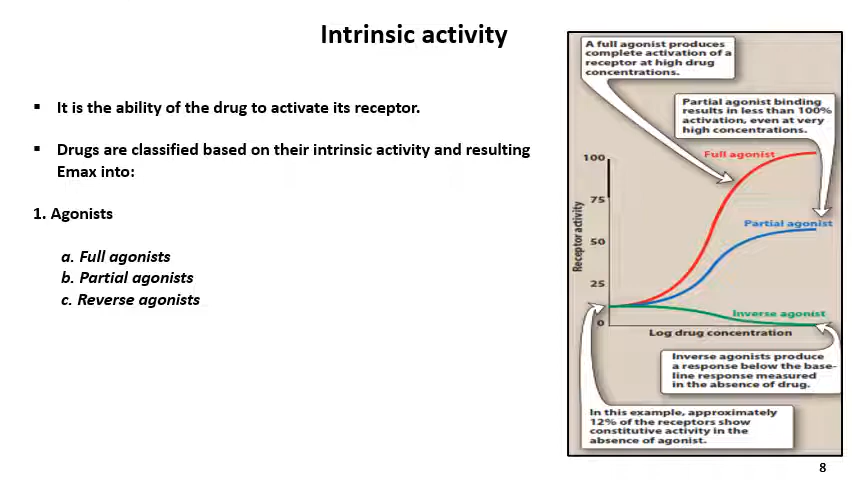 Intrinsic activity
▪ It is the ability of the drug to activate its receptor.
▪ Drugs are classified based on their intrinsic activity and resulting
Emax into:
1. Agonists
a. Full agonists
b. Partial agonists
c. Reverse agonists
A full agonist produces
complete activation of a
receptor at high drug
concentrations.
Partial agonist binding
results in less than 100%
activation, even at very
high concentrations.
Full agonist
100
75
Partial agonist
50
Receptor activity
25
Inverse agonist
0
Log drug concentration
Inverse agonists produce
a response below the base-
line response measured
in the absence of drug.
In this example, approximately
12% of the receptors show
constitutive activity in the
absence of agonist.
8